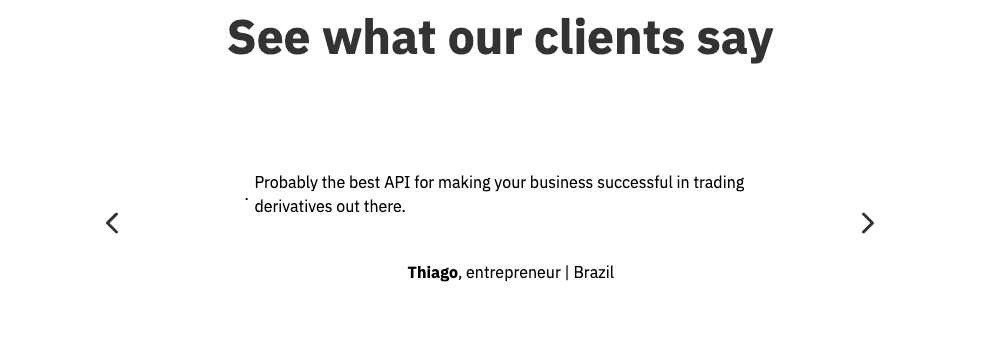 See what our clients say
Probably the best API for making your business successful in trading
derivatives out there.
Thiago, entrepreneur | Brazil